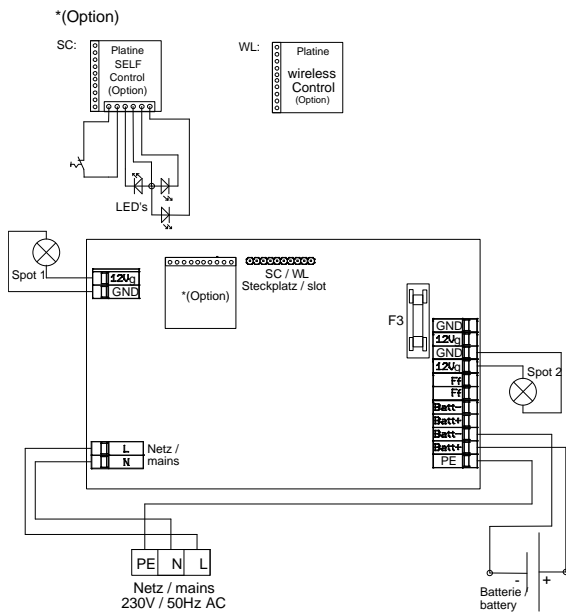 *(Option)
SC:
Platine
SELF
Control
(Option)
WL:
Platine
wireless
Control
(Option)
LED's
Spot 1
12Vg
GND
*(Option)
SC / WL
Steckplatz / slot
F3
GND
12Vg
GND
12Vg
Ff
Ff
Batt-
Batt+
Batt-
Batt+
PE
Spot 2
L
N
Netz /
mains
PE N L
Netz / mains
230V / 50Hz AC
- +
Batterie /
battery